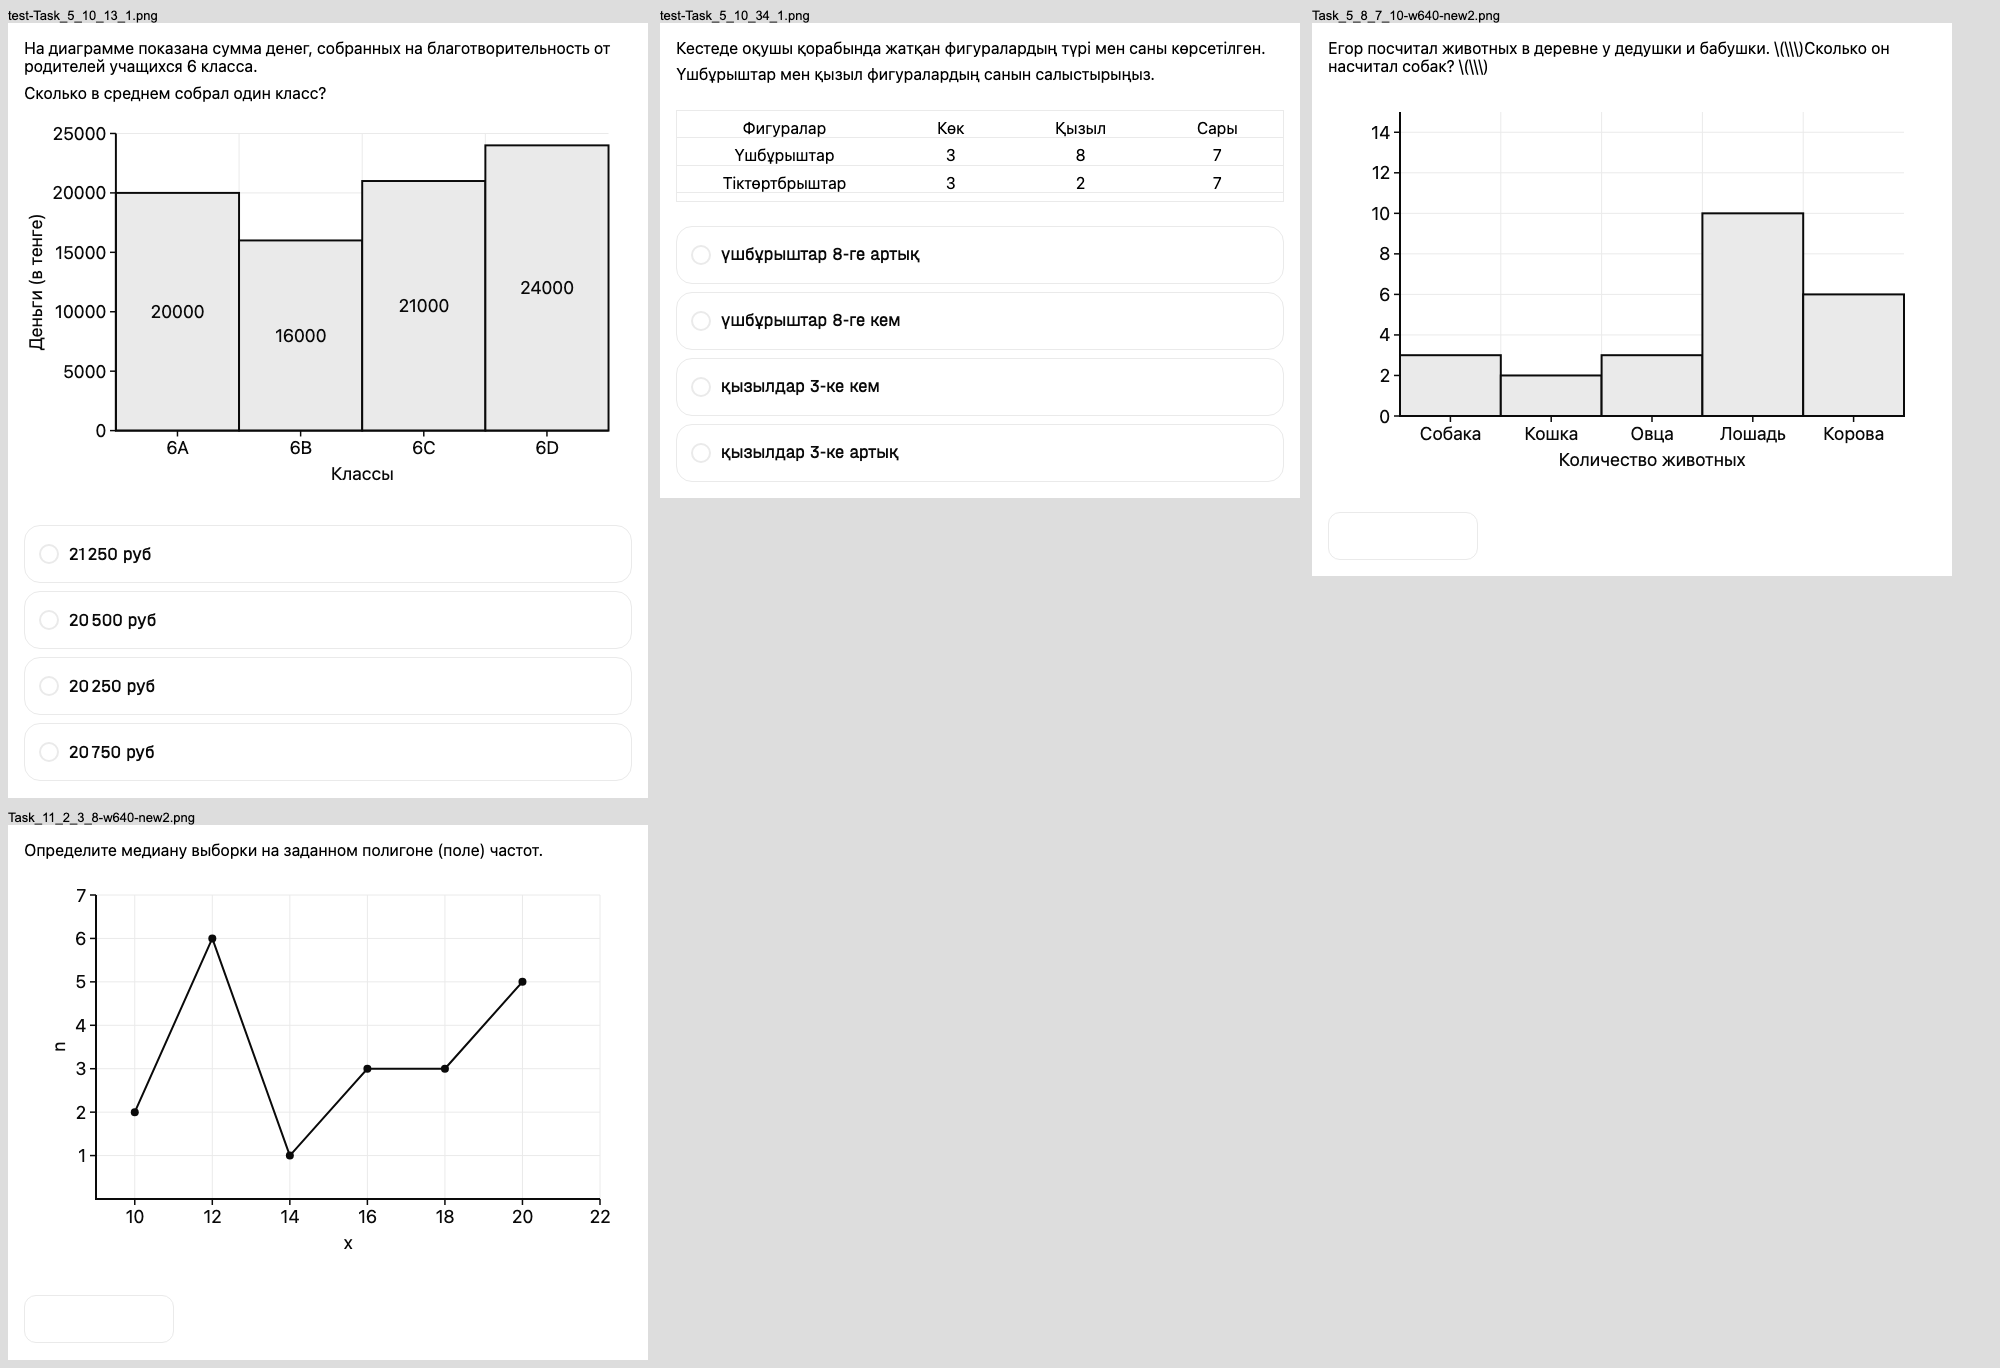 test-Task_5_10_13_1.png
На диаграмме показана сумма денег, собранных на благотворительность от
родителей учащихся 6 класса.
Сколько в среднем собрал один класс?
25000
20000
15000
10000
5000
0
Деньги (в тенге)
20000
16000
21000
24000
6A
6B
6C
6D
Классы
21 250 руб
20 500 руб
20 250 руб
20 750 руб
test-Task_5_10_34_1.png
Кестеде оқушы қорабында жатқан фигуралардың түрі мен саны көрсетілген.
Үшбұрыштар мен қызыл фигуралардың санын салыстырыңыз.
Фигуралар Көк Қызыл Сары
Үшбұрыштар 3 8 7
Тіктөртбрыштар 3 2 7
үшбұрыштар 8-ге артық
үшбұрыштар 8-ге кем
қызылдар 3-ке кем
қызылдар 3-ке артық
Task_5_8_7_10-w640-new2.png
Егор посчитал животных в деревне у дедушки и бабушки. \(\\\)Сколько он
насчитал собак? \(\\\)
14
12
10
8
6
4
2
0
Собака
Кошка
Овца
Лошадь
Корова
Количество животных
Task_11_2_3_8-w640-new2.png
Определите медиану выборки на заданном полигоне (поле) частот.
7
6
5
4
3
2
1
n
10
12
14
16
18
20
22
x